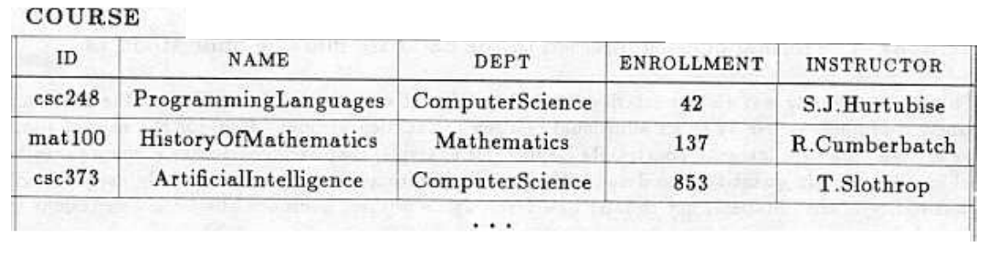 COURSE
ID NAME DEPT ENROLLMENT INSTRUCTOR
csc248 ProgrammingLanguages ComputerScience 42 S.J.Hurtubise
mat100 HistoryOfMathematics Mathematics 137 R.Cumberbatch
csc373 ArtificialIntelligence ComputerScience 853 T.Slothrop
...